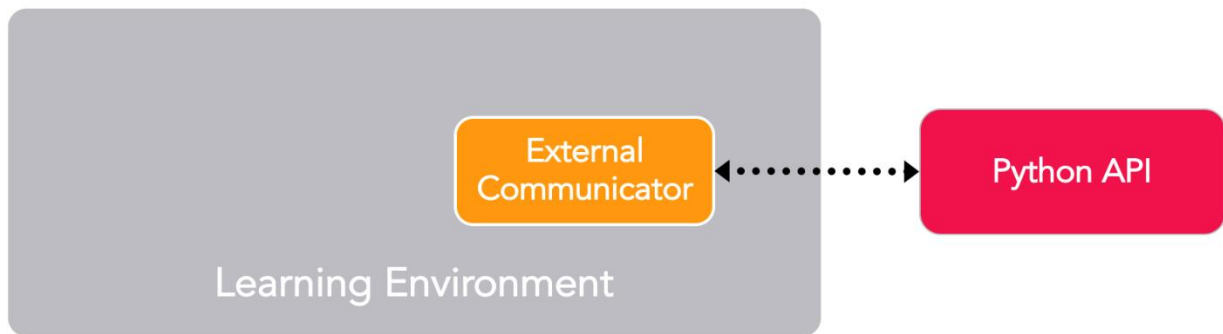 External
Communicator
Python API
Learning Environment